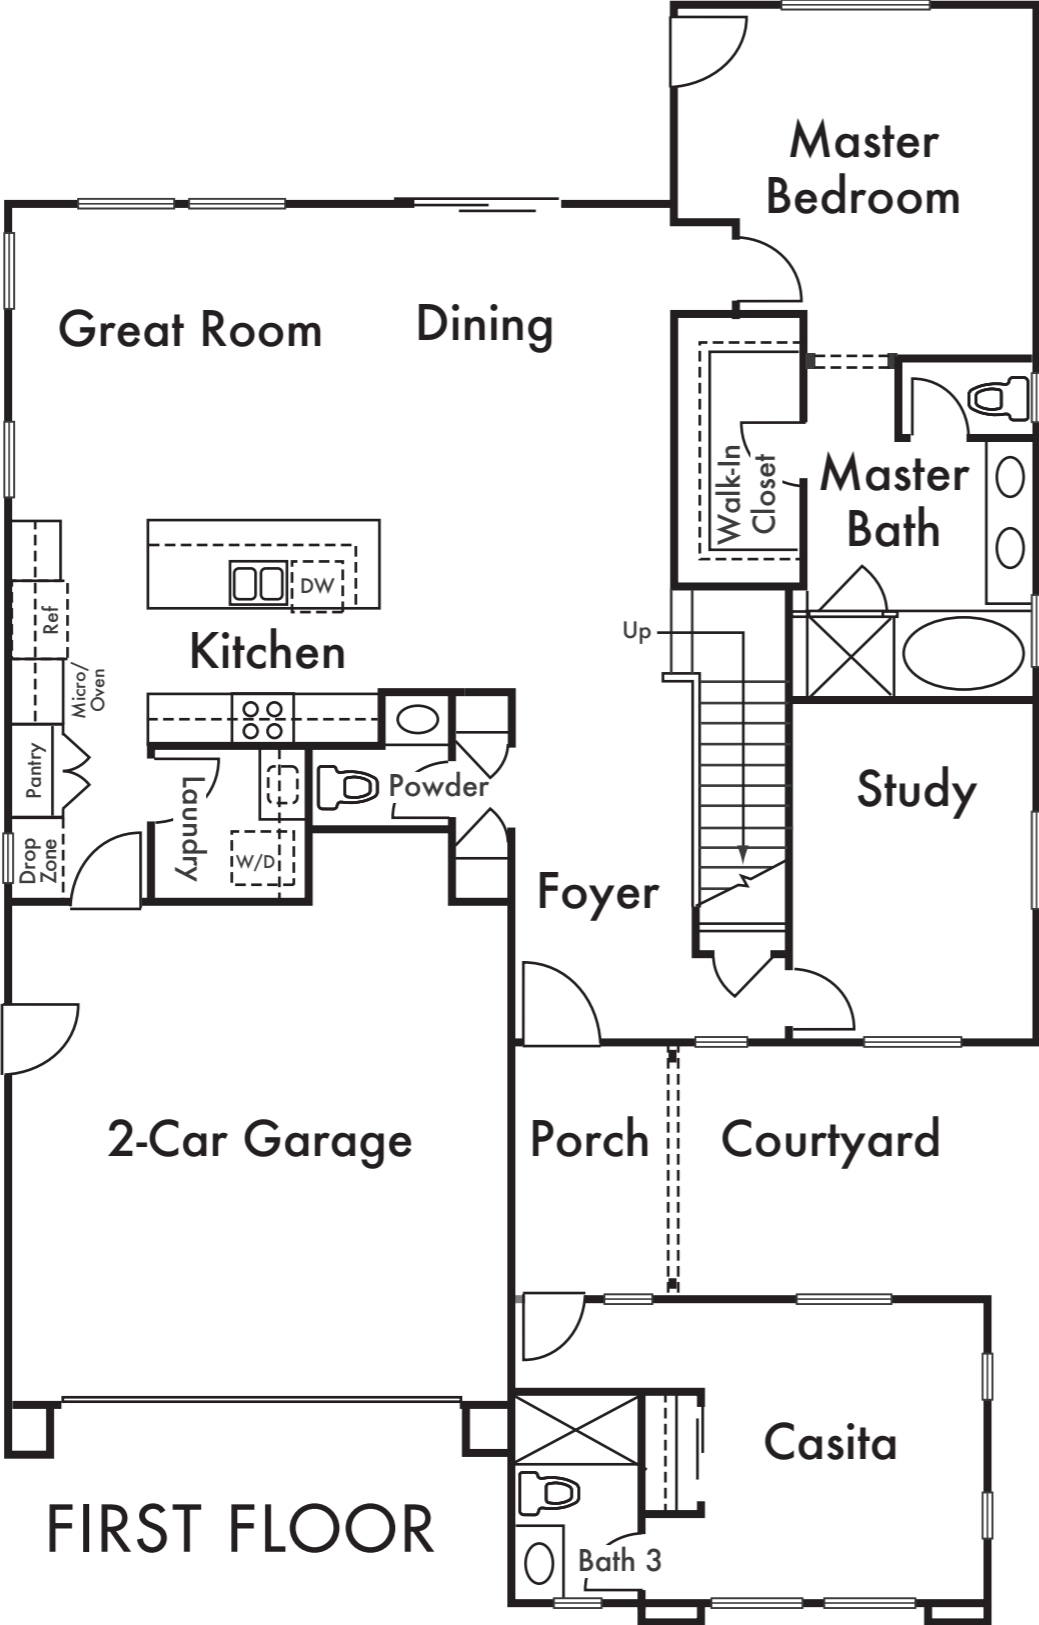 Master
Bedroom
Great Room
Dining
Walk-In
Closet
Master
Bath
DW
Ref
Kitchen
Up
Micro/
Oven
Pantry
Laundry
Powder
Study
Drop
Zone
W/D
Foyer
2-Car Garage
Porch
Courtyard
Casita
FIRST FLOOR
Bath 3